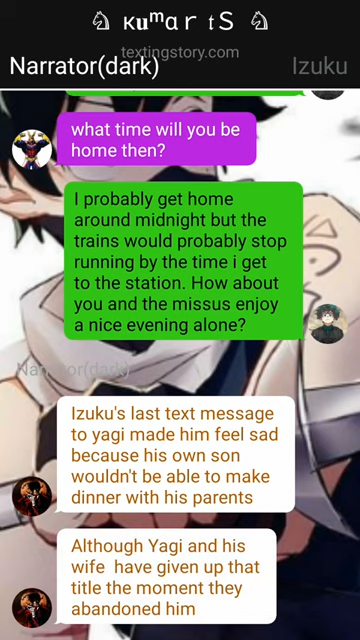 ♘ ĸuᵐɑr tS ♘
textingstory.com
Narrator(dark) Izuku
what time will you be
home then?
I probably get home
around midnight but the
trains would probably stop
running by the time i get
to the station. How about
you and the missus enjoy
a nice evening alone?
Narrator(dark)
Izuku's last text message
to yagi made him feel sad
because his own son
wouldn't be able to make
dinner with his parents
Although Yagi and his
wife have given up that
title the moment they
abandoned him